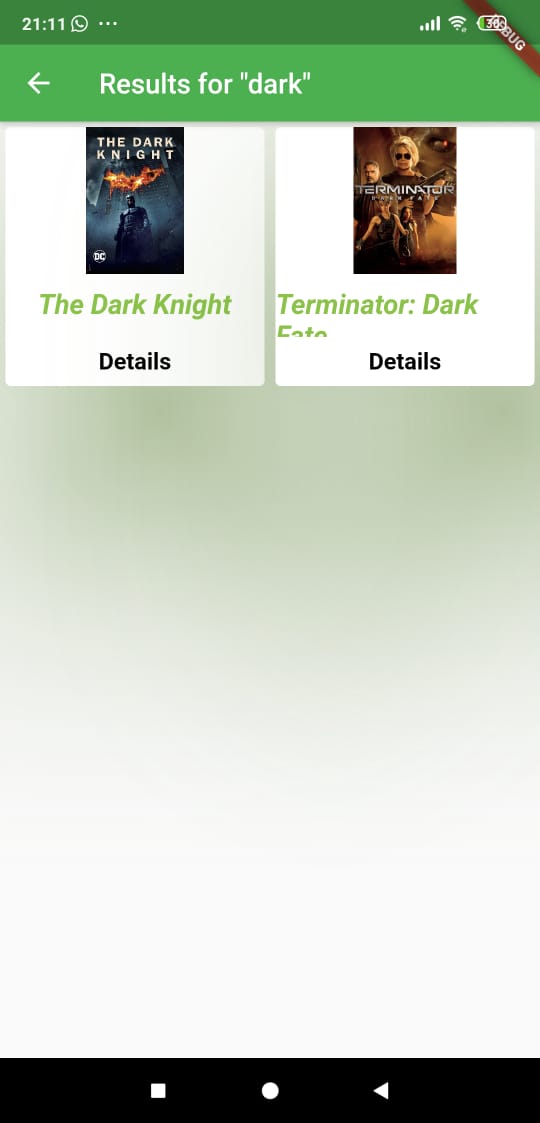 21:11 ...
30
DEBUG
Results for "dark"
THE DARK
KNIGHT
DC
TERMINATOR
DARK FATE
The Dark Knight
Terminator: Dark
Fate
Details
Details